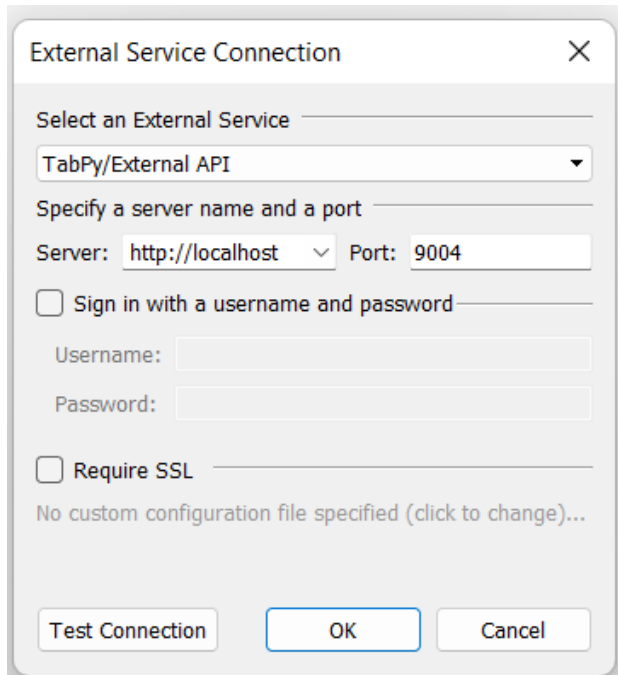 External Service Connection
Select an External Service
TabPy/External API
Specify a server name and a port
Server: http://localhost Port: 9004
Sign in with a username and password
Username:
Password:
Require SSL
No custom configuration file specified (click to change)...
Test Connection OK Cancel